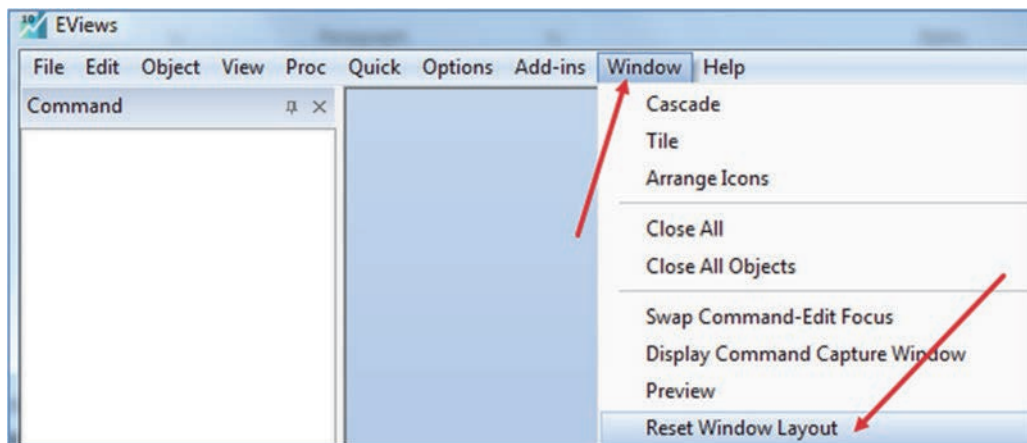 10 EViews
File Edit Object View Proc Quick Options Add-ins Window Help
Command
Cascade
Tile
Arrange Icons
Close All
Close All Objects
Swap Command-Edit Focus
Display Command Capture Window
Preview
Reset Window Layout